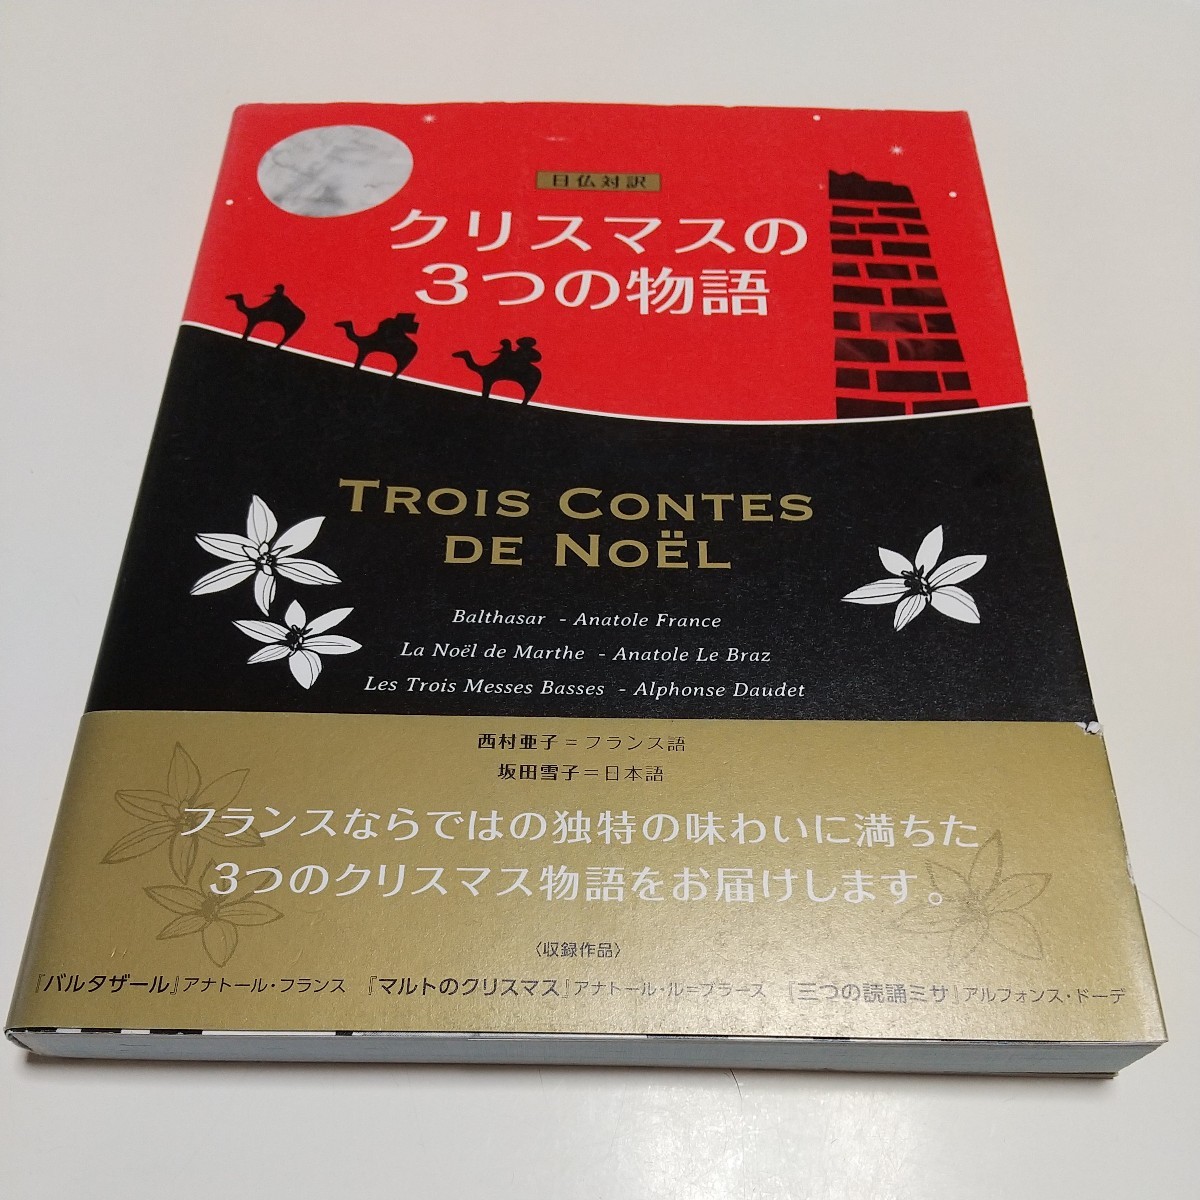 日仏対訳
クリスマスの
3つの物語
TROIS CONTES
DE NOËL
Balthasar - Anatole France
La Noël de Marthe - Anatole Le Braz
Les Trois Messes Basses - Alphonse Daudet
西村亜子=フランス語
坂田雪子=日本語
フランスならではの独特の味わいに満ちた
3つのクリスマス物語をお届けします。
〈収録作品〉
『バルタザール』アナトール・フランス 『マルトのクリスマス』アナトール・ル=ブラーズ 『三つの読誦ミサ』アルフォンス・ドーデ